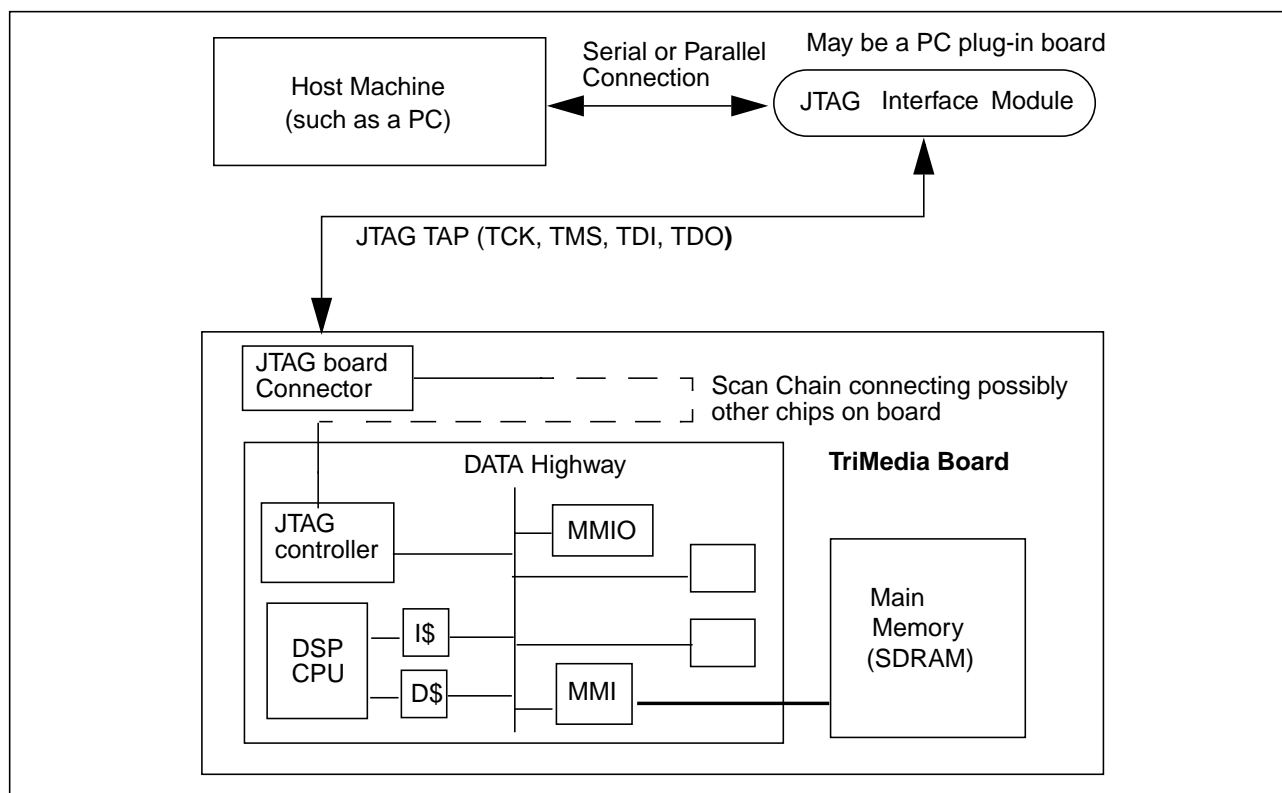 Serial or Parallel
Connection
May be a PC plug-in board
Host Machine
(such as a PC)
JTAG Interface Module
JTAG TAP (TCK, TMS, TDI, TDO)
JTAG board
Connector
Scan Chain connecting possibly
other chips on board
DATA Highway
TriMedia Board
JTAG
controller
MMIO
Main
Memory
(SDRAM)
DSP
CPU
I$
D$
MMI